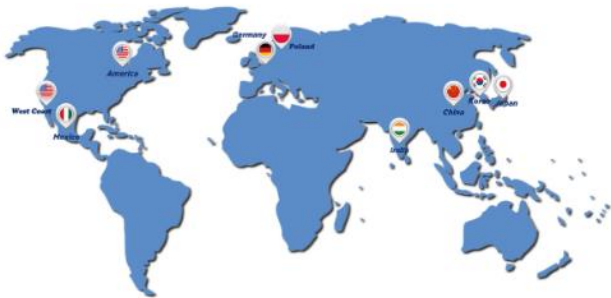 Germany
Poland
America
West Coast
Mexico
China
Korea
Japan
India